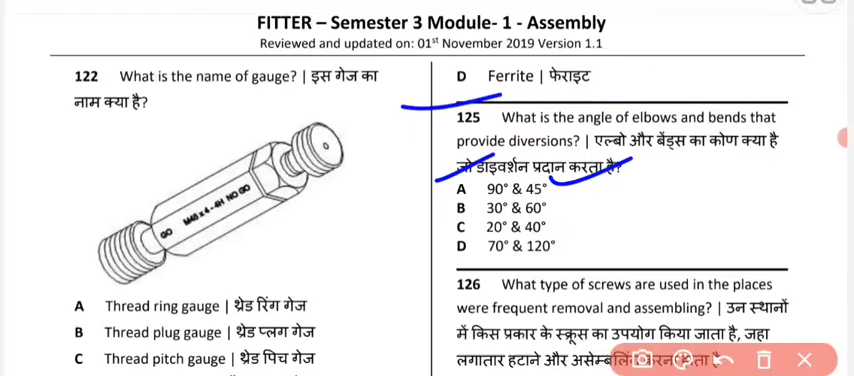 FITTER – Semester 3 Module- 1 - Assembly
Reviewed and updated on: 01st November 2019 Version 1.1
122 What is the name of gauge? | इस गेज का
नाम क्या है?
GO M48 x 4 - 4H NO GO
A Thread ring gauge | थ्रेड रिंग गेज
B Thread plug gauge | थ्रेड प्लग गेज
C Thread pitch gauge | थ्रेड पिच गेज
D Ferrite | फेराइट
125 What is the angle of elbows and bends that
provide diversions? | एल्बो और बेंड्स का कोण क्या है
जो डाइवर्शन प्रदान करता है?
A 90° & 45°
B 30° & 60°
C 20° & 40°
D 70° & 120°
126 What type of screws are used in the places
were frequent removal and assembling? | उन स्थानों
में किस प्रकार के स्क्रूस का उपयोग किया जाता है, जहा
लगातार हटाने और असेम्बलिंग करना होता है